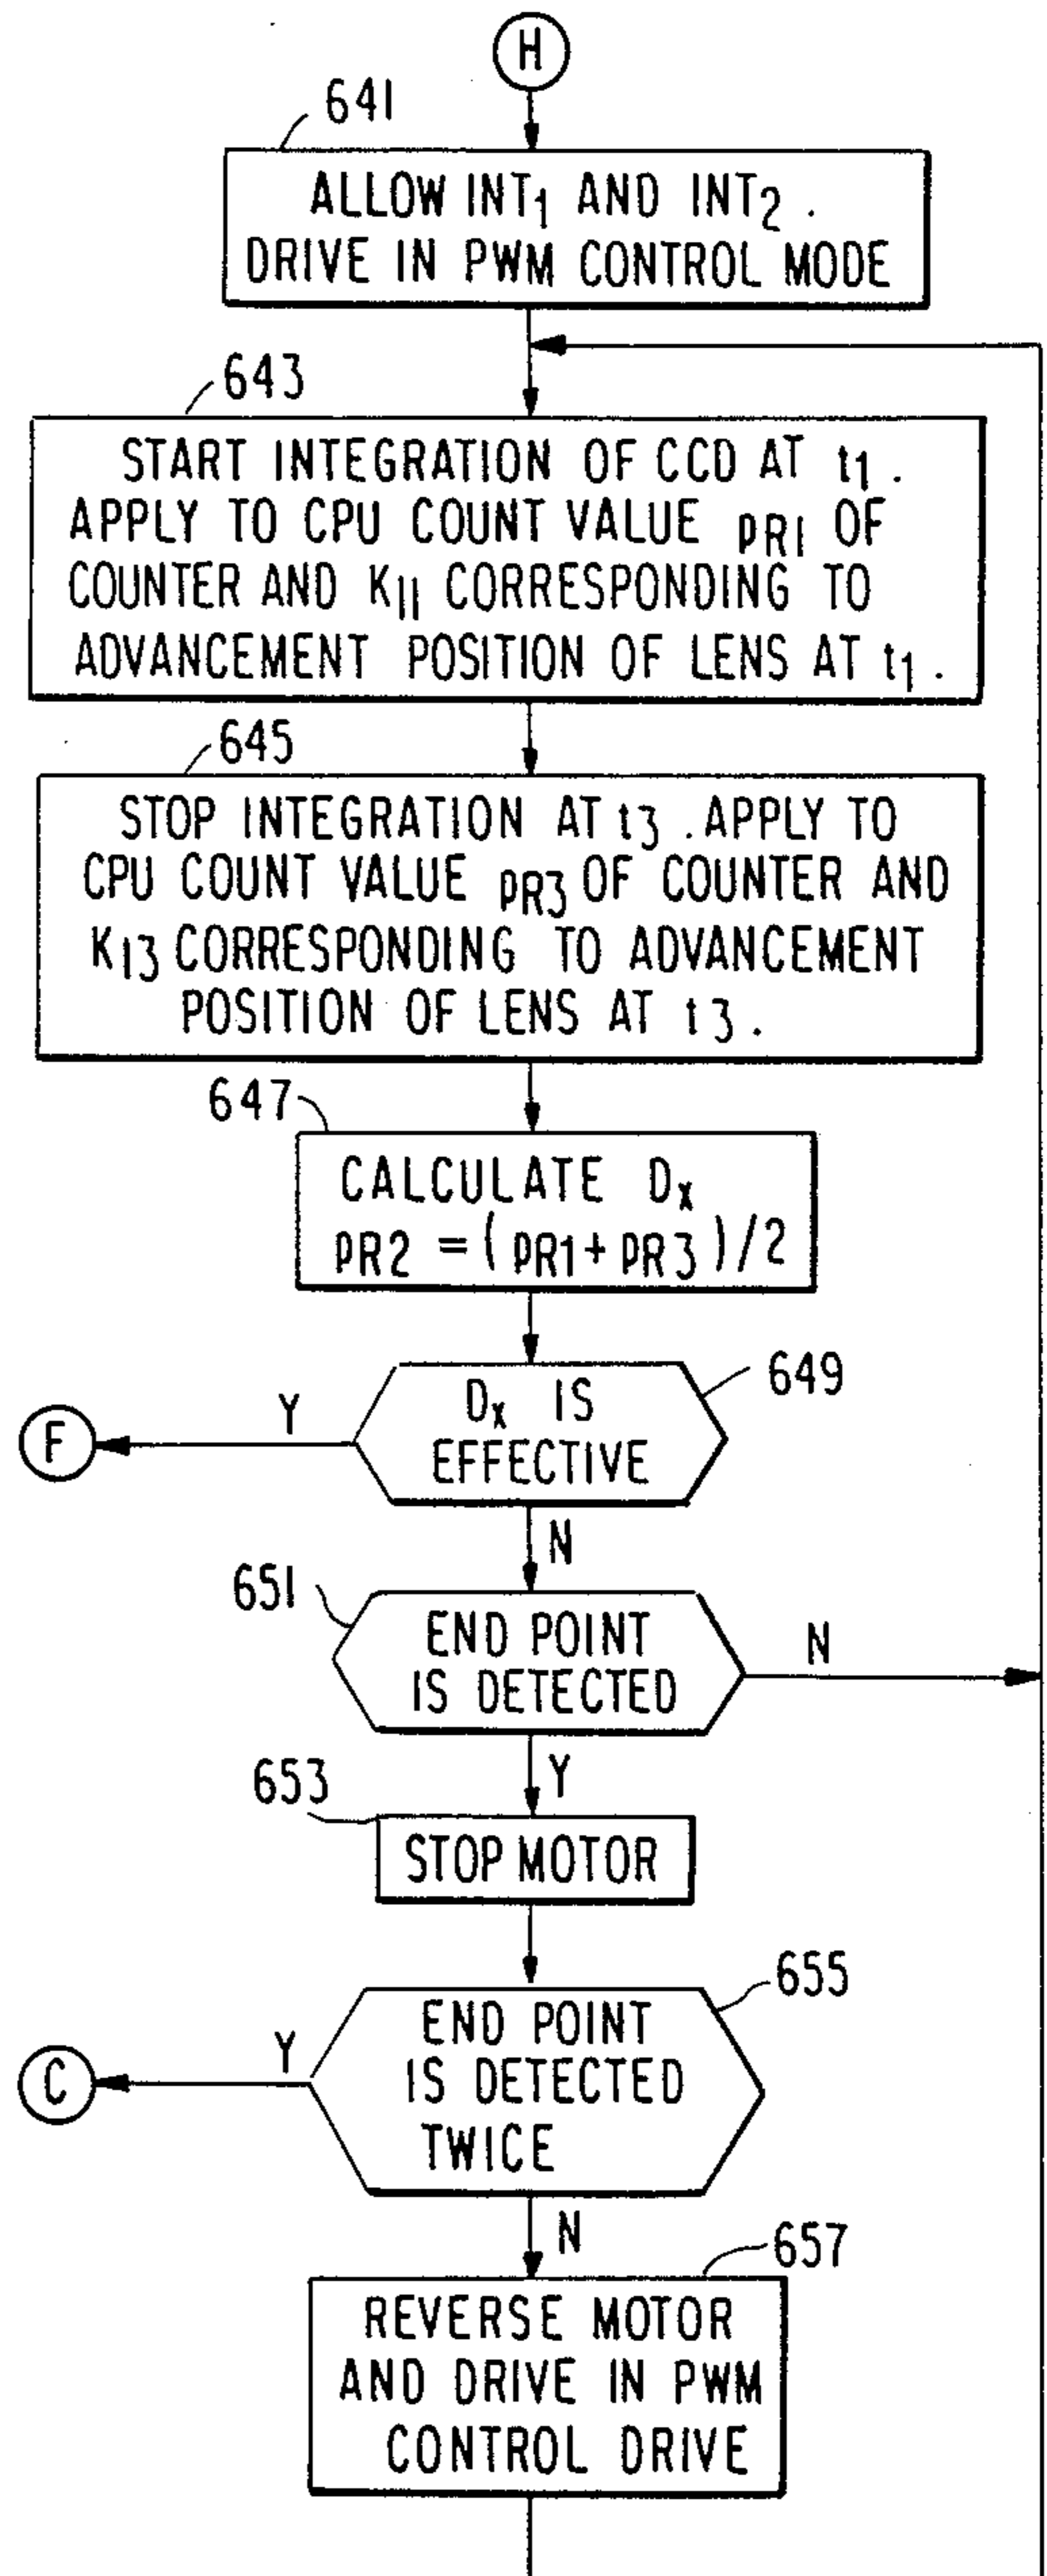 H
641
ALLOW INT1 AND INT2 .
DRIVE IN PWM CONTROL MODE
643
START INTEGRATION OF CCD AT t1 .
APPLY TO CPU COUNT VALUE PR1 OF
COUNTER AND K11 CORRESPONDING TO
ADVANCEMENT POSITION OF LENS AT t1 .
645
STOP INTEGRATION AT t3 . APPLY TO
CPU COUNT VALUE PR3 OF COUNTER AND
K13 CORRESPONDING TO ADVANCEMENT
POSITION OF LENS AT t3 .
647
CALCULATE Dx
PR2 = (PR1+PR3)/2
649
Dx IS
EFFECTIVE
Y
F
N
651
END POINT
IS DETECTED
N
Y
653
STOP MOTOR
655
END POINT
IS DETECTED
TWICE
Y
C
N
657
REVERSE MOTOR
AND DRIVE IN PWM
CONTROL DRIVE